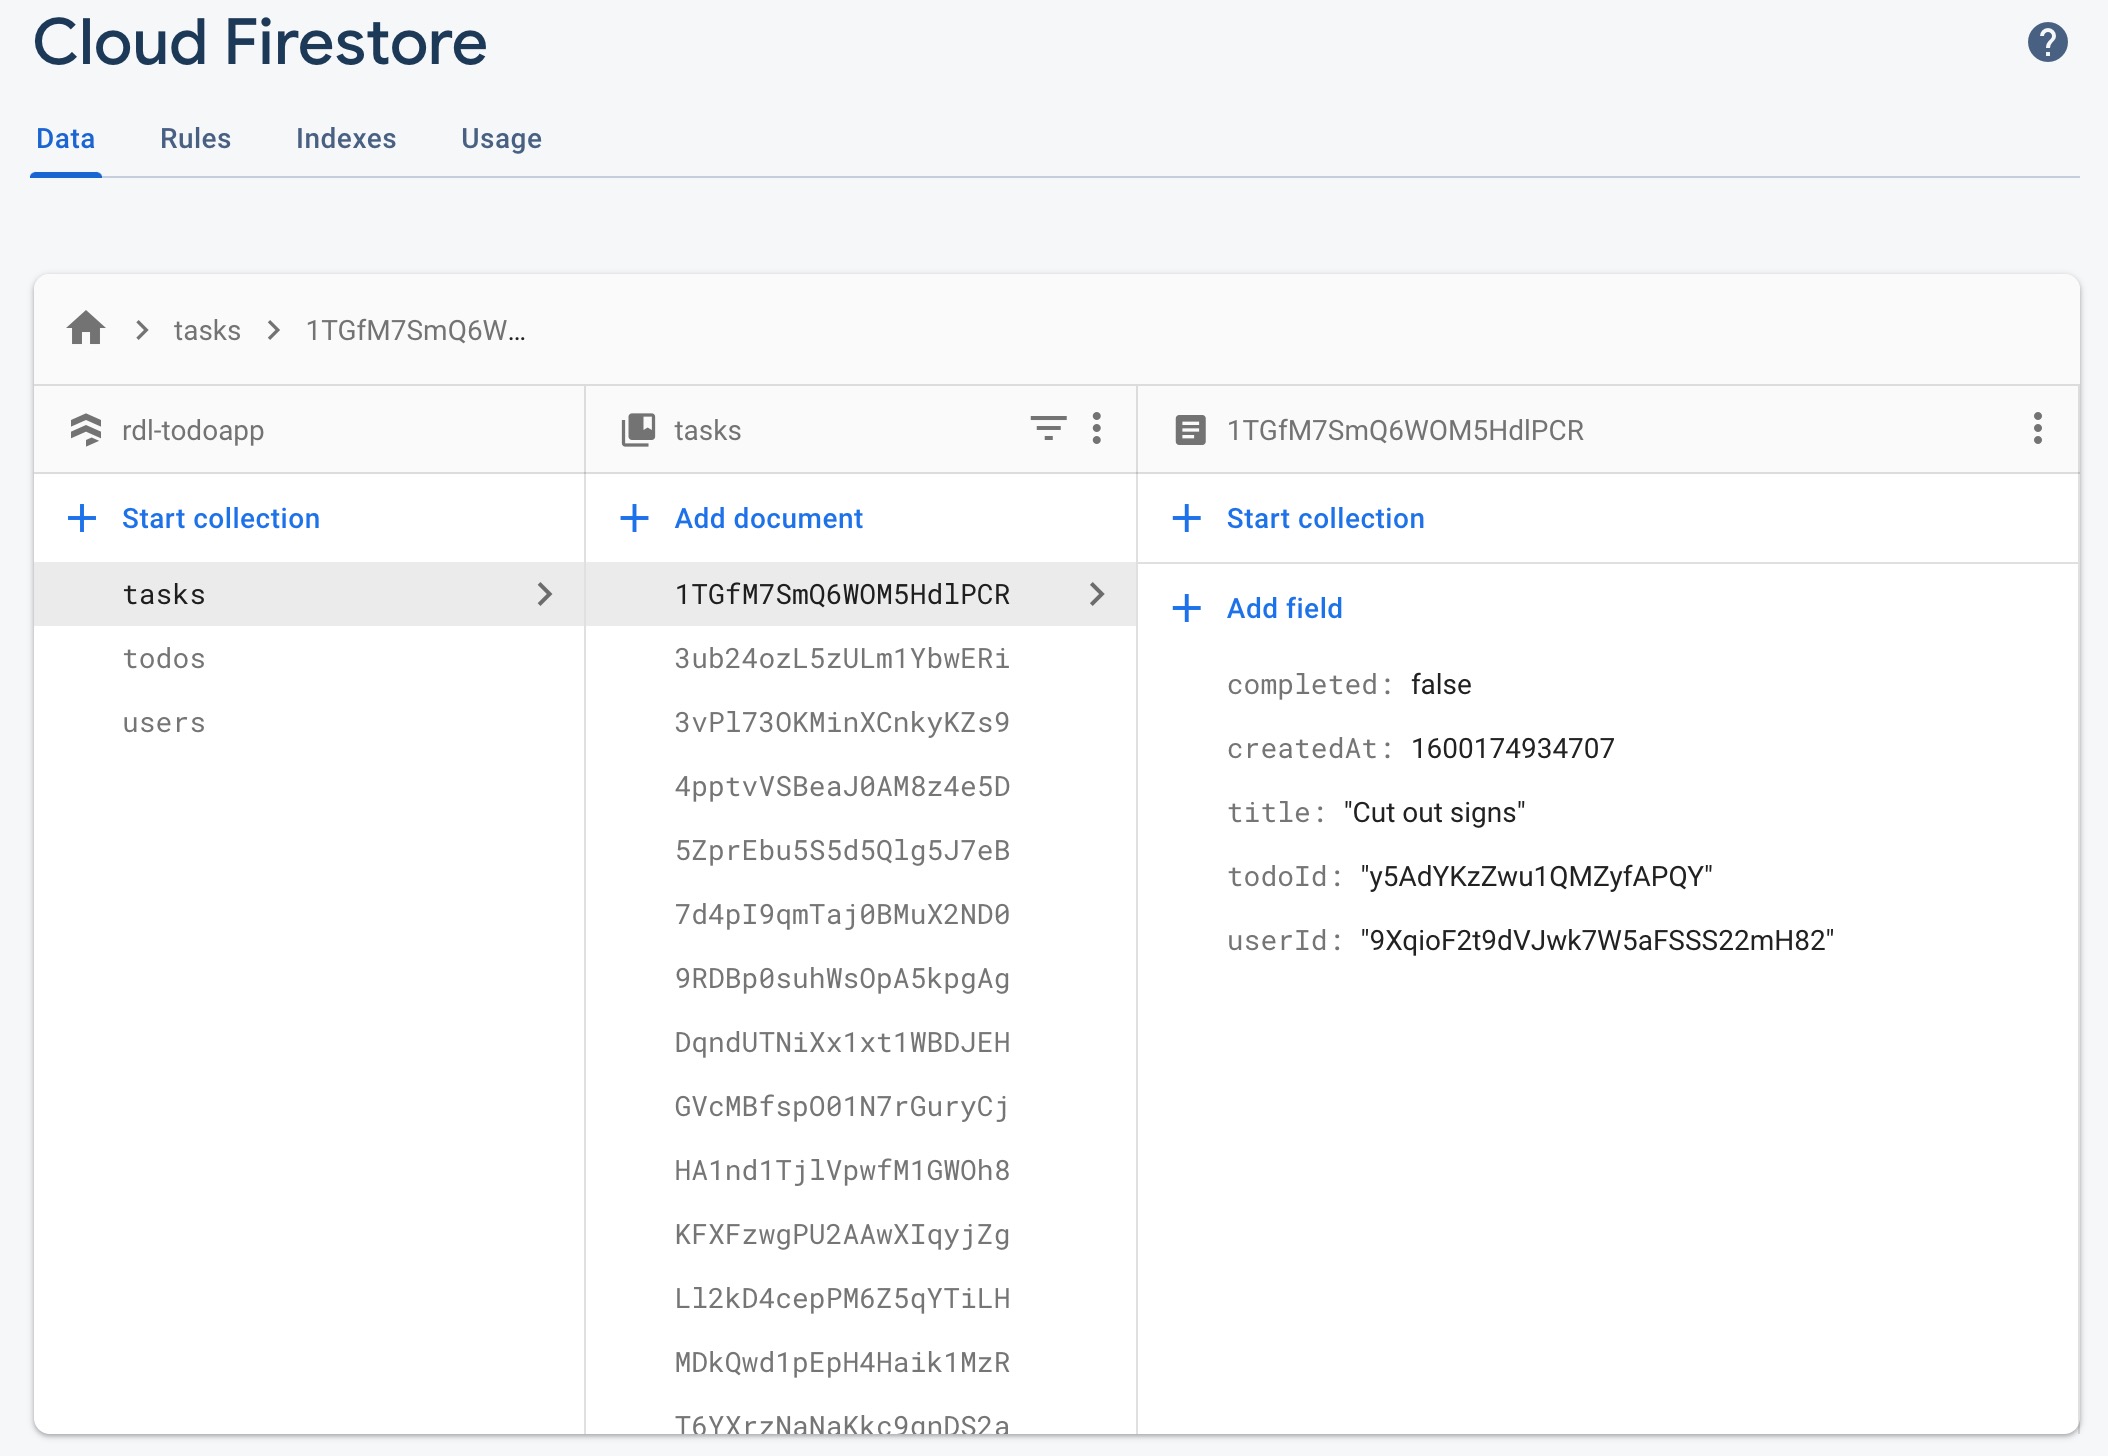 Cloud Firestore
Data Rules Indexes Usage
tasks 1TGfM7SmQ6W...
rdl-todoapp
Start collection
tasks
todos
users
tasks
Add document
1TGfM7SmQ6WOM5HdlPCR
3ub24ozL5zULm1YbwERi
3vPl73OKMinXCnkyKZs9
4pptvVSBeaJ0AM8z4e5D
5ZprEbu5S5d5Qlg5J7eB
7d4pI9qmTaj0BMuX2ND0
9RDBp0suhWsOpA5kpgAg
DqndUTNiXx1xt1WBDJEH
GVcMBfspO01N7rGuryCj
HA1nd1TjlVpwfM1GWOh8
KFXFzwgPU2AAwXIqyjZg
Ll2kD4cepPM6Z5qYTiLH
MDkQwd1pEpH4Haik1MzR
T6YXrzNaNaKkc9gnDS2a
1TGfM7SmQ6WOM5HdlPCR
Start collection
Add field
completed: false
createdAt: 1600174934707
title: "Cut out signs"
todoId: "y5AdYKzZwu1QMZyfAPQY"
userId: "9XqioF2t9dVJwk7W5aFSSS22mH82"